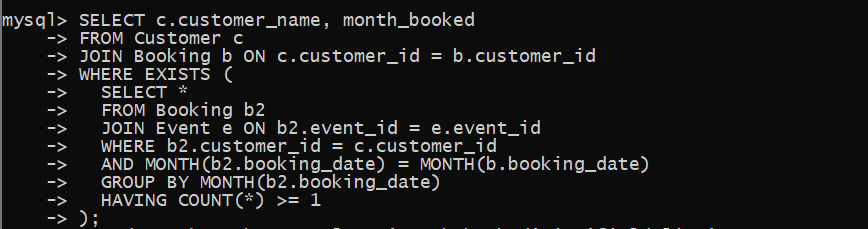 mysql> SELECT c.customer_name, month_booked
-> FROM Customer c
-> JOIN Booking b ON c.customer_id = b.customer_id
-> WHERE EXISTS (
->   SELECT *
->   FROM Booking b2
->   JOIN Event e ON b2.event_id = e.event_id
->   WHERE b2.customer_id = c.customer_id
->   AND MONTH(b2.booking_date) = MONTH(b.booking_date)
->   GROUP BY MONTH(b2.booking_date)
->   HAVING COUNT(*) >= 1
-> );